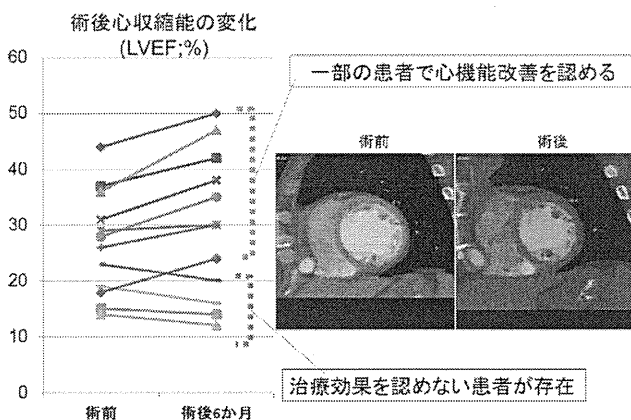 術後心収縮能の変化
(LVEF;%)
60
50
40
30
20
10
0
術前
術後6か月
一部の患者で心機能改善を認める
術前
術後
治療効果を認めない患者が存在